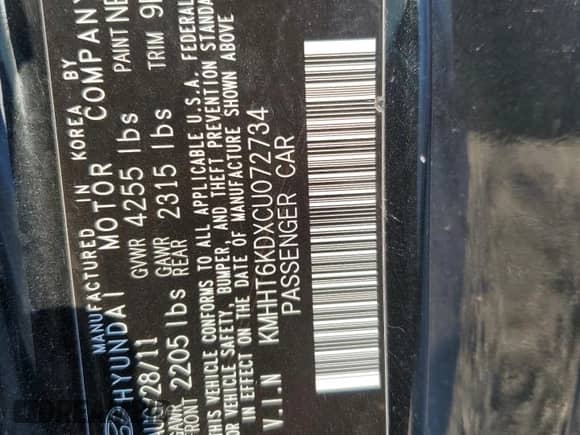 MANUFACTURED IN KOREA BY
HYUNDAI MOTOR COMPANY
28/11 GVWR 4255 lbs PAINT
GAWR FRONT 2205 lbs GAWR REAR 2315 lbs TRIM
THIS VEHICLE CONFORMS TO ALL APPLICABLE U.S.A. FEDERAL
VEHICLE SAFETY, BUMPER, AND THEFT PREVENTION STANDA
IN EFFECT ON THE DATE OF MANUFACTURE SHOWN ABOVE
V.I.N KMHHT6KDXCU072734
PASSENGER CAR